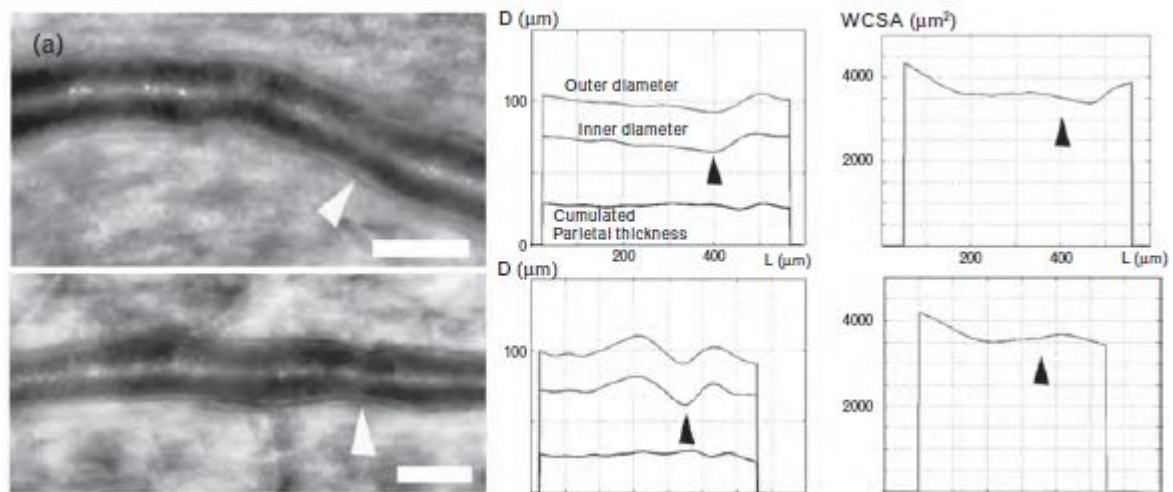 (a)
D (μm)
Outer diameter
100
Inner diameter
Cumulated
Parietal thickness
0
200
400
L (μm)
WCSA (μm²)
4000
2000
200
400
L (μm)
D (μm)
100
4000
2000